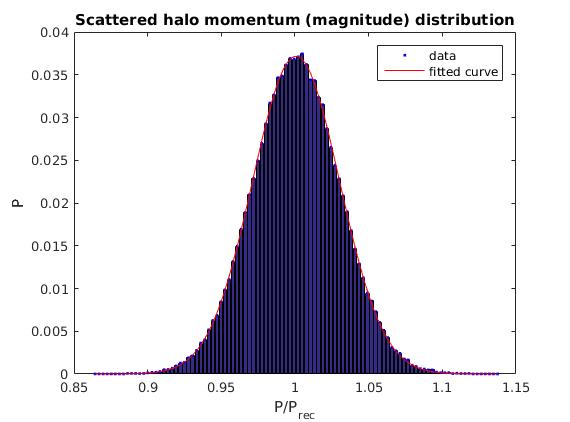 Scattered halo momentum (magnitude) distribution
0.04
0.035
0.03
0.025
0.02
0.015
0.01
0.005
0
P
data
fitted curve
0.85 0.9 0.95 1 1.05 1.1 1.15
P/P_rec